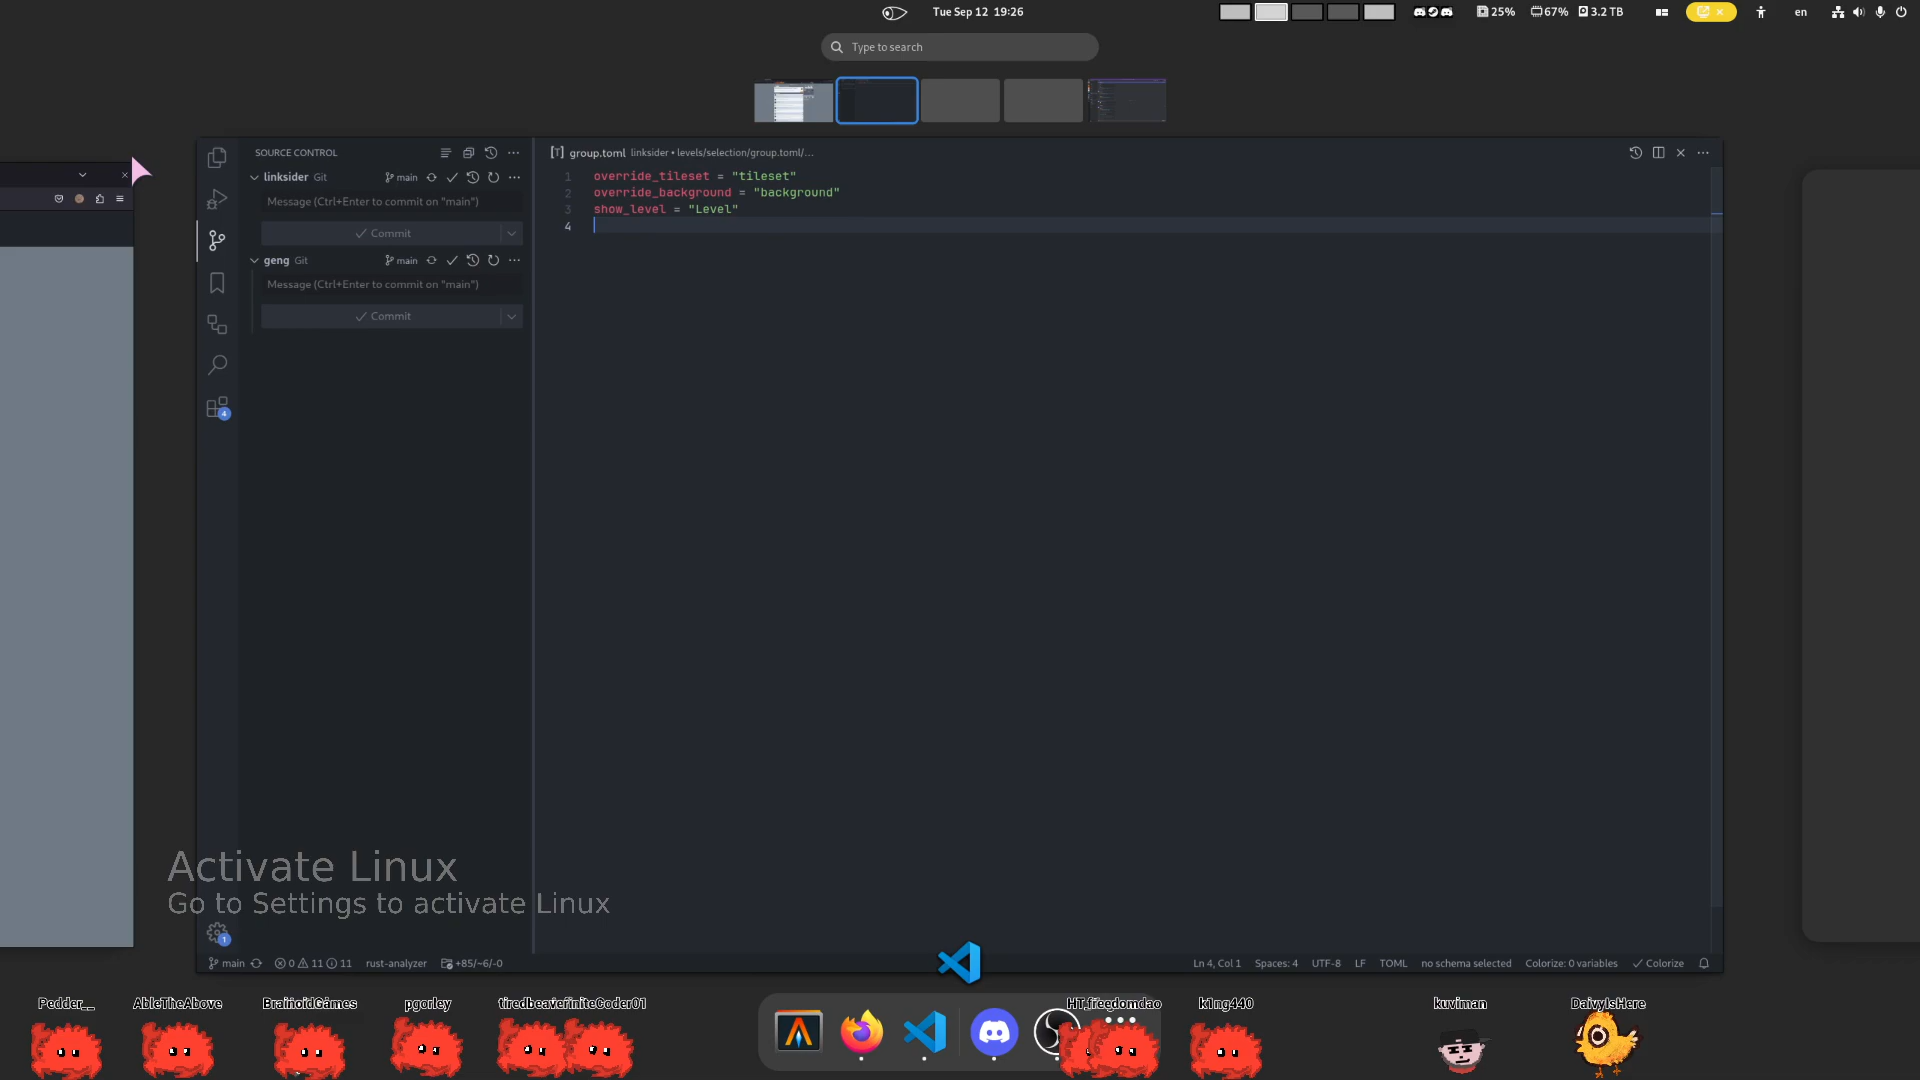 Tue Sep 12 19:26
25%
67%
3.2 TB
en
Type to search
SOURCE CONTROL
linksider Git
main
Message (Ctrl+Enter to commit on "main")
Commit
geng Git
main
Message (Ctrl+Enter to commit on "main")
Commit
4
1
[T] group.toml linksider • levels/selection/group.toml/...
1 override_tileset = "tileset"
2 override_background = "background"
3 show_level = "Level"
4
Activate Linux
Go to Settings to activate Linux
main
0
11
11
rust-analyzer
+85/~6/-0
Ln 4, Col 1
Spaces: 4
UTF-8
LF
TOML
no schema selected
Colorize: 0 variables
Colorize
Pedder__
AbleTheAbove
BrainoidGames
pgorley
HT_freedomdao
k1ng440
kuviman
DaivyIsHere